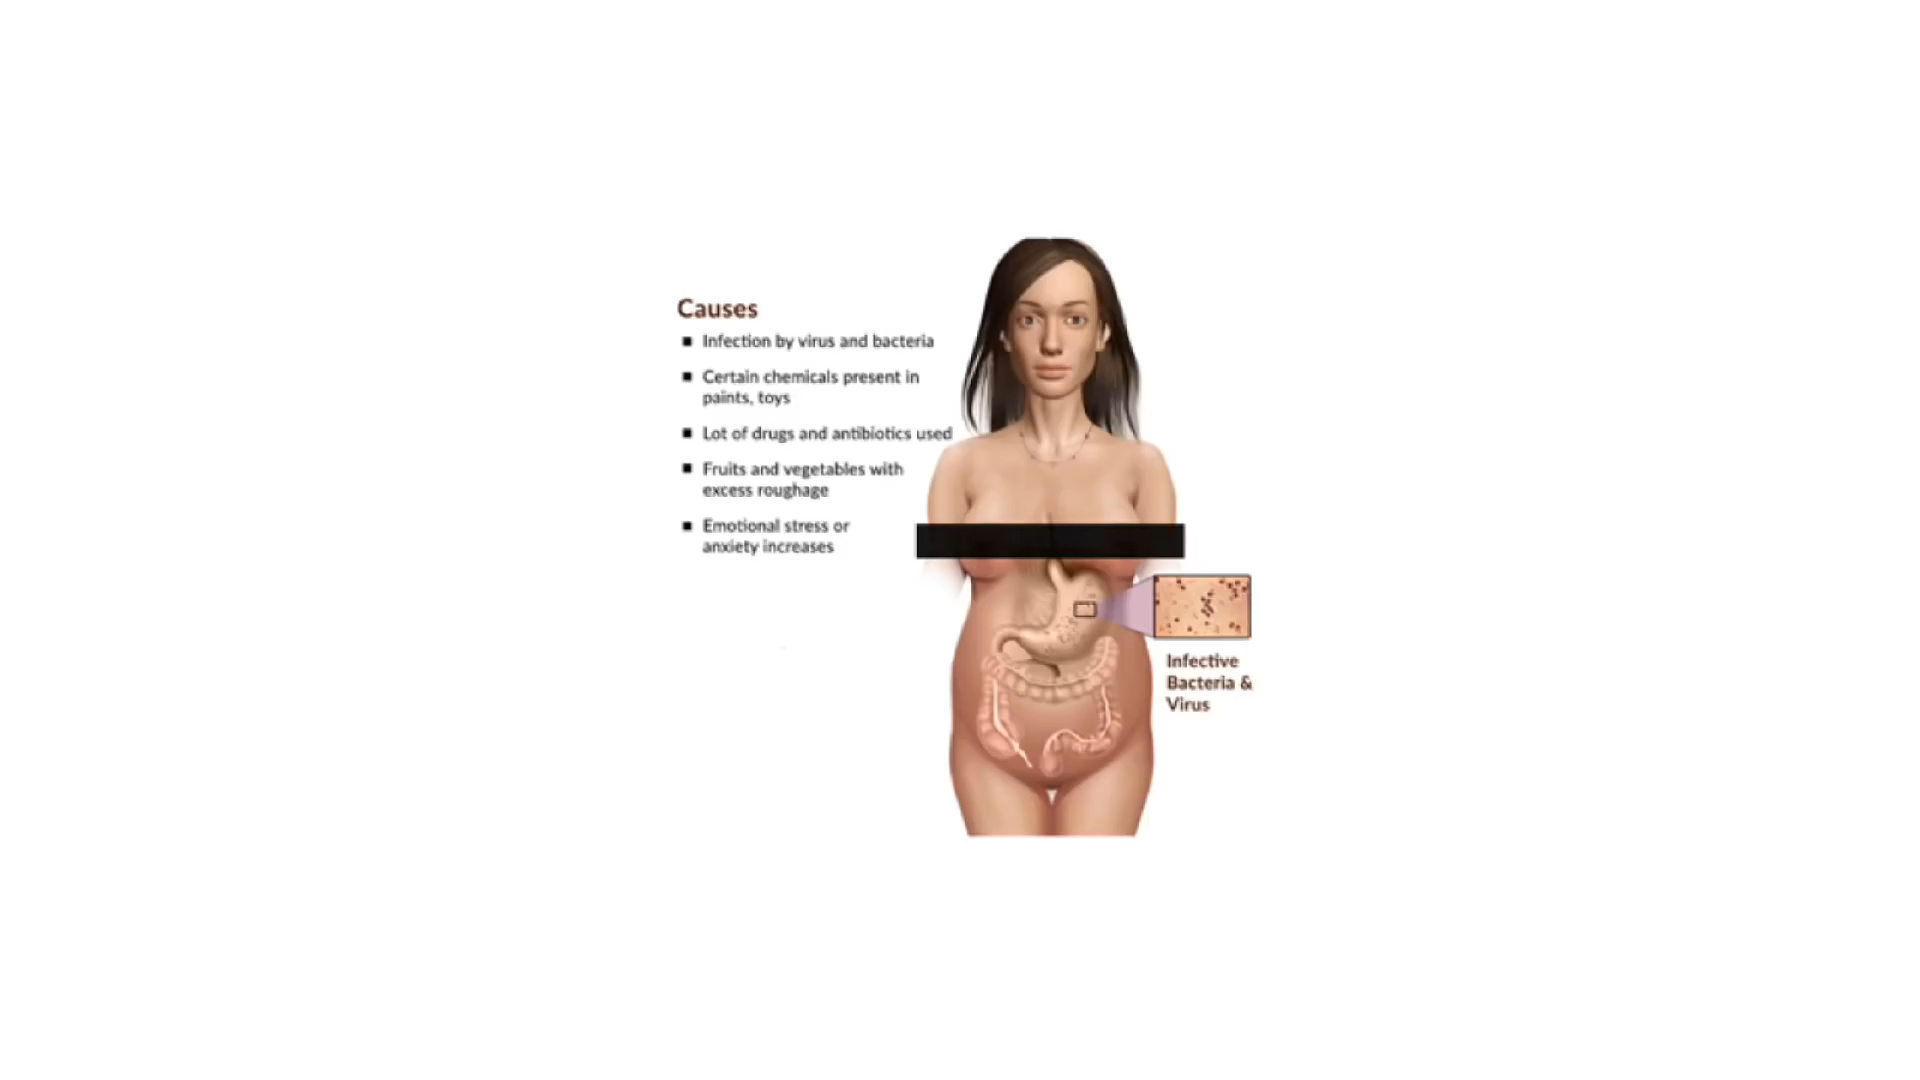 Causes
Infection by virus and bacteria
Certain chemicals present in
paints, toys
Lot of drugs and antibiotics used
Fruits and vegetables with
excess roughage
Emotional stress or
anxiety increases
Infective
Bacteria &
Virus